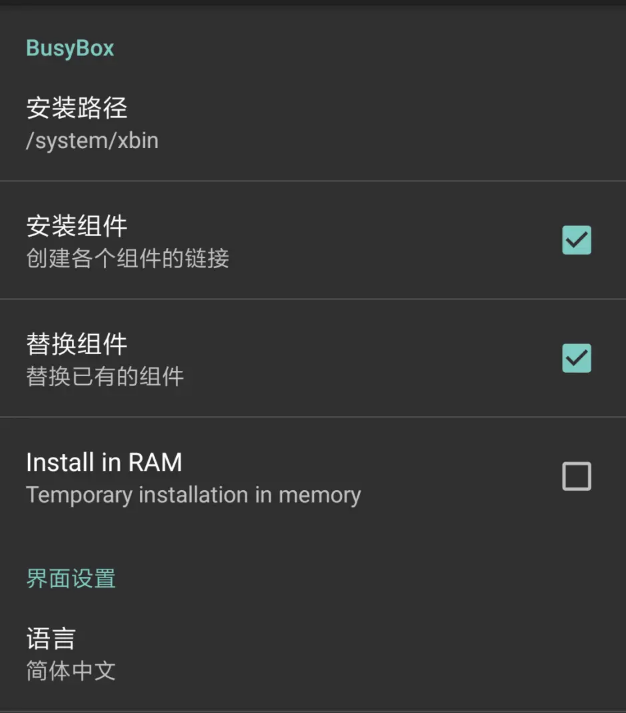 BusyBox
安装路径
/system/xbin
安装组件
创建各个组件的链接
替换组件
替换已有的组件
Install in RAM
Temporary installation in memory
界面设置
语言
简体中文